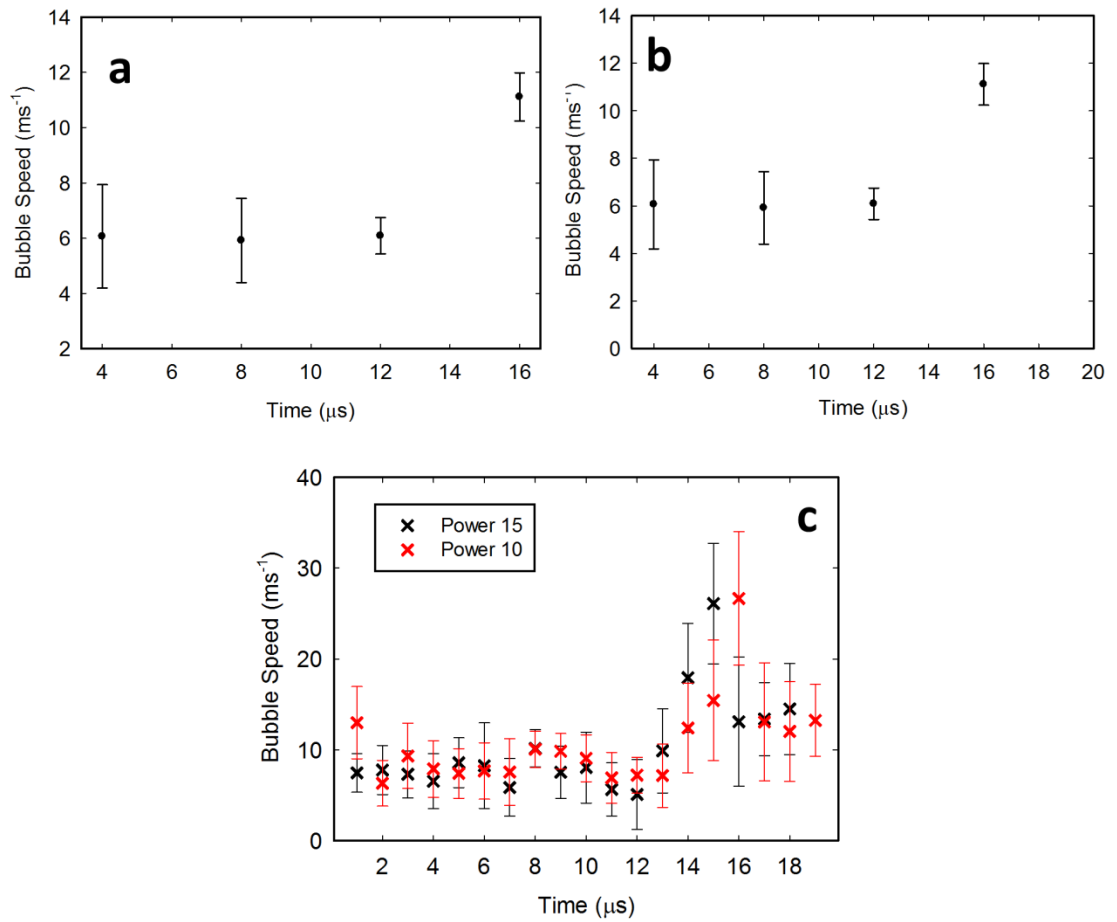 a
14
12
10
8
6
4
2
Bubble Speed (ms⁻¹)
4 6 8 10 12 14 16
Time (μs)
b
14
12
10
8
6
4
2
0
Bubble Speed (ms⁻¹)
4 6 8 10 12 14 16 18 20
Time (μs)
c
40
30
20
10
0
Bubble Speed (ms⁻¹)
Power 15
Power 10
2 4 6 8 10 12 14 16 18
Time (μs)